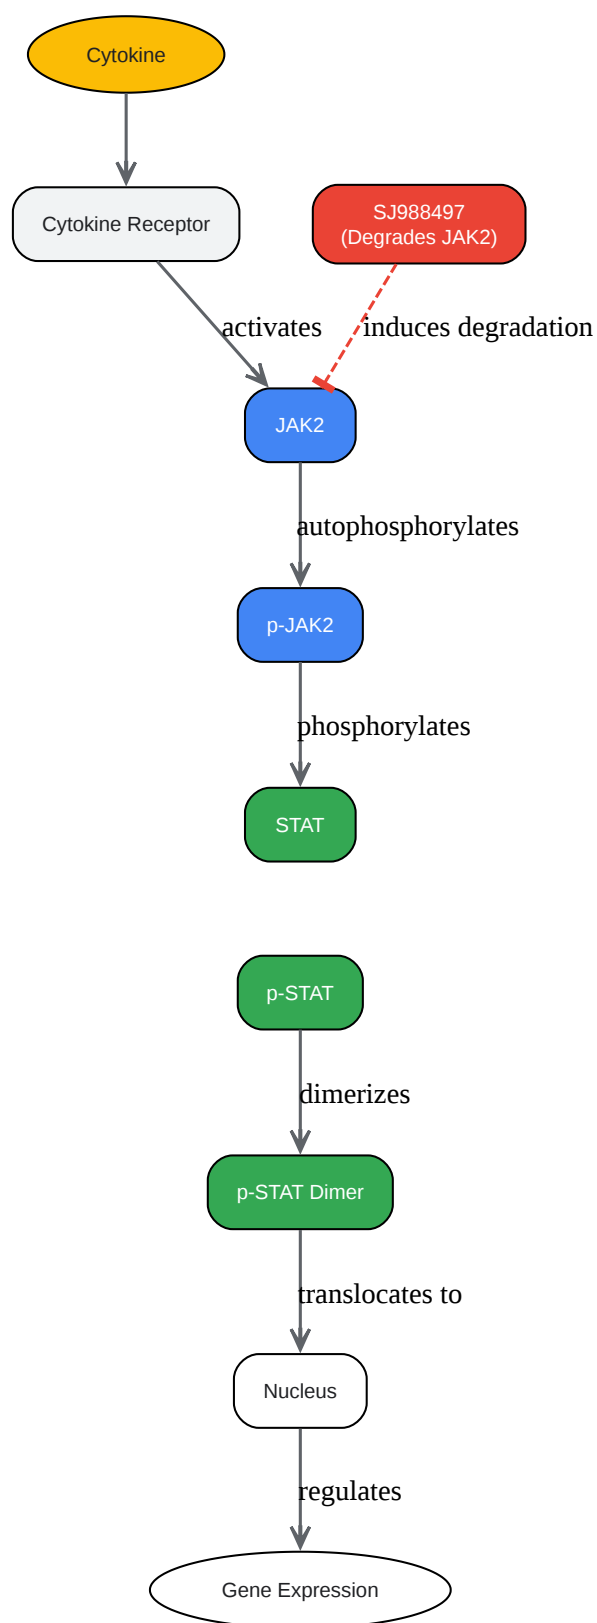 Cytokine
Cytokine Receptor
SJ988497
(Degrades JAK2)
activates
induces degradation
JAK2
autophosphorylates
p-JAK2
phosphorylates
STAT
p-STAT
dimerizes
p-STAT Dimer
translocates to
Nucleus
regulates
Gene Expression